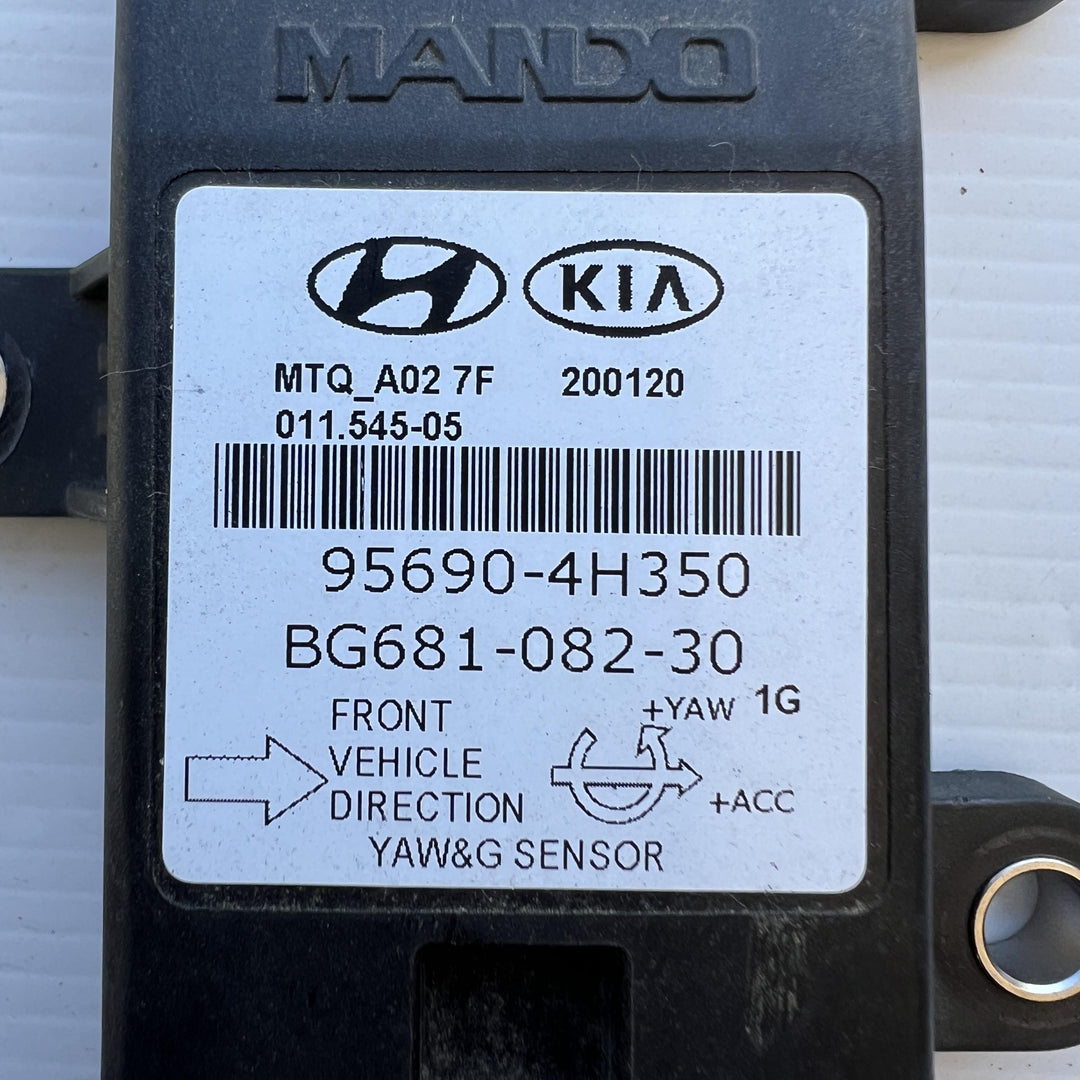 MANDO
KIA
MTQ_A02 7F 200120
011.545-05
95690-4H350
BG681-082-30
FRONT
VEHICLE
DIRECTION
+YAW 1G
+ACC
YAW&G SENSOR